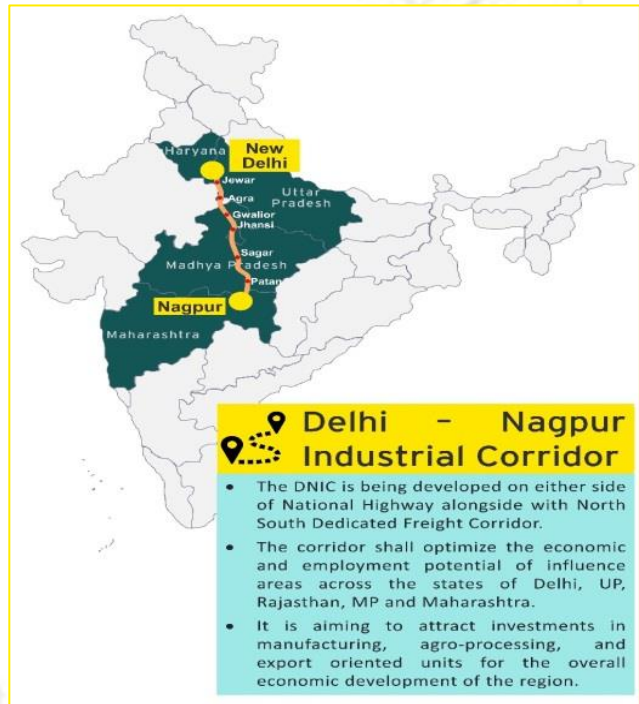 Haryana
New
Delhi
Jewar
Uttar
Pradesh
Agra
Gwalior
Jhansi
Sagar
Madhya Pradesh
Patan
Nagpur
Maharashtra
Delhi - Nagpur
Industrial Corridor
• The DNIC is being developed on either side
of National Highway alongside with North
South Dedicated Freight Corridor.
• The corridor shall optimize the economic
and employment potential of influence
areas across the states of Delhi, UP,
Rajasthan, MP and Maharashtra.
• It is aiming to attract investments in
manufacturing, agro-processing, and
export oriented units for the overall
economic development of the region.